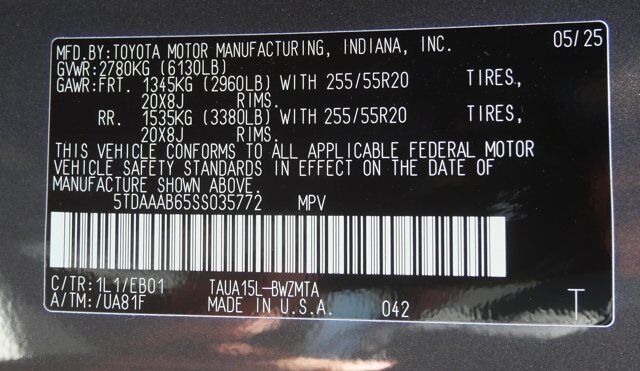 MFD.BY:TOYOTA MOTOR MANUFACTURING, INDIANA, INC. 05/25
GVWR:2780KG (6130LB)
GAWR:FRT. 1345KG (2960LB) WITH 255/55R20 TIRES,
20X8J RIMS.
RR. 1535KG (3380LB) WITH 255/55R20 TIRES,
20X8J RIMS.
THIS VEHICLE CONFORMS TO ALL APPLICABLE FEDERAL MOTOR
VEHICLE SAFETY STANDARDS IN EFFECT ON THE DATE OF
MANUFACTURE SHOWN ABOVE.
5TDAAAB65SS035772 MPV
C/TR:1L1/EB01 TAUA15L-BWZMTA
A/TM:/UA81F MADE IN U.S.A. 042 T